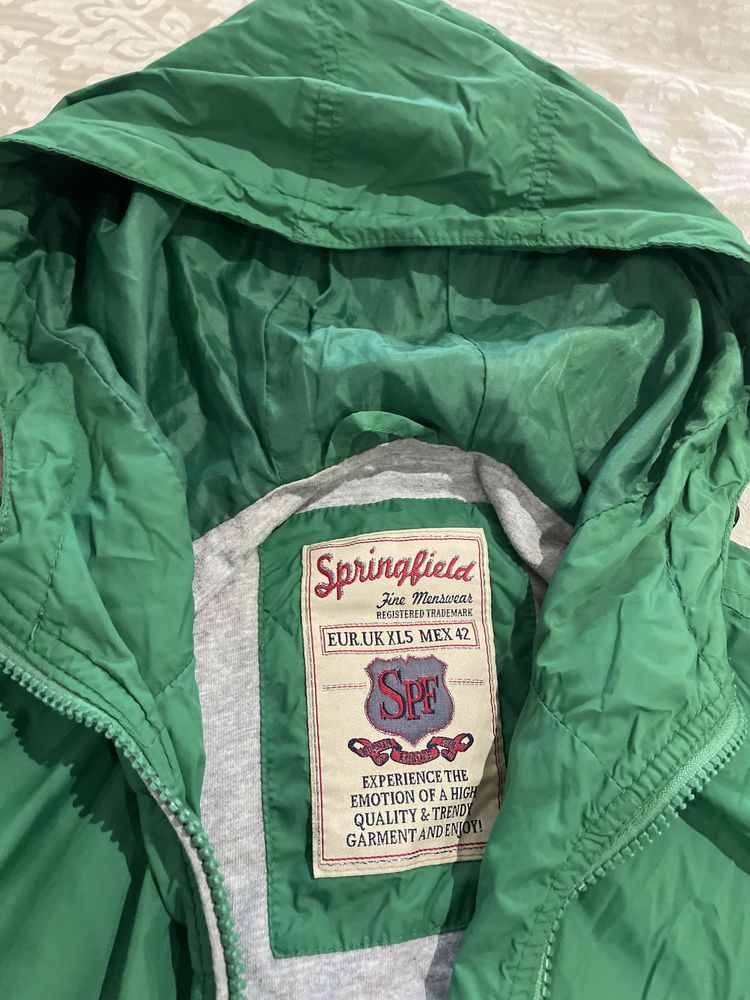 Springfield
Fine Menswear
REGISTERED TRADEMARK
EUR.UK XL5 MEX 42
SPF
EUROPE
EXPERIENCE THE
EMOTION OF A HIGH
QUALITY & TRENDY
GARMENT AND ENJOY!